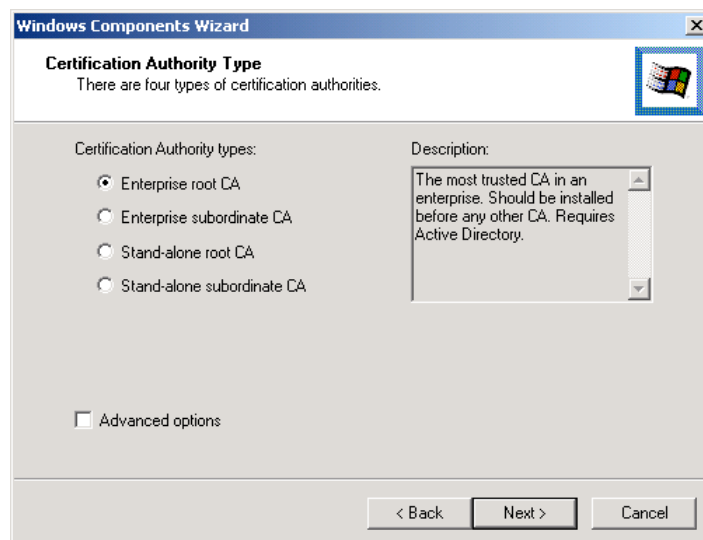 Windows Components Wizard
Certification Authority Type
There are four types of certification authorities.
Certification Authority types:
Enterprise root CA
Enterprise subordinate CA
Stand-alone root CA
Stand-alone subordinate CA
Description:
The most trusted CA in an
enterprise. Should be installed
before any other CA. Requires
Active Directory.
Advanced options
< Back
Next >
Cancel